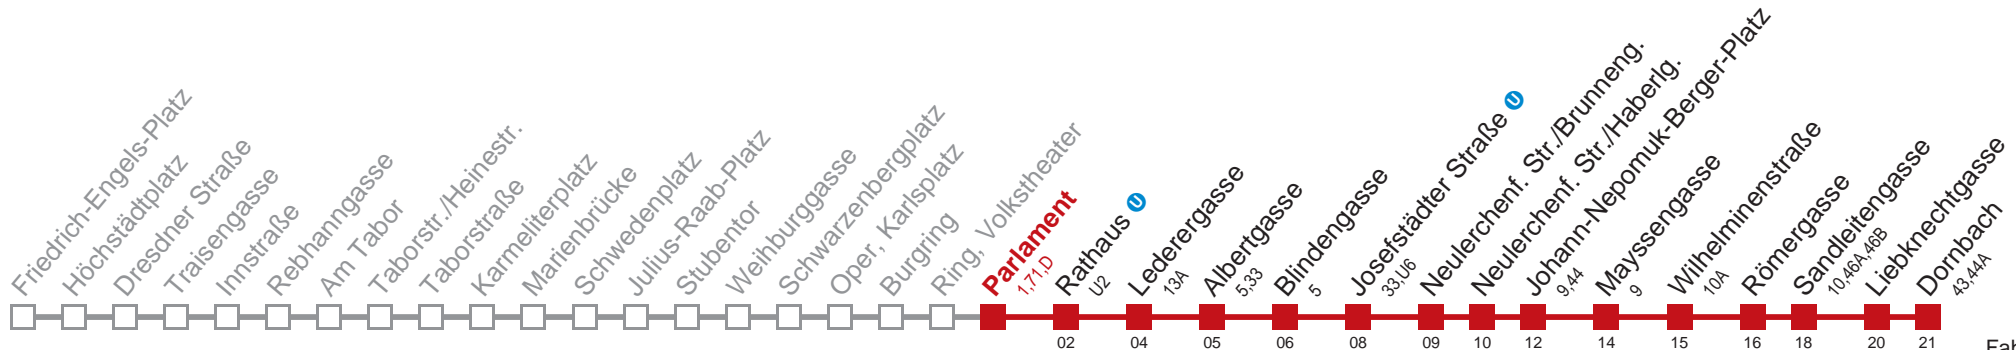 Friedrich-Engels-Platz
Höchstädtplatz
Dresdner Straße
Traisengasse
Innstraße
Rebhanngasse
Am Tabor
Taborstr./Heinestr.
Taborstraße
Karmeliterplatz
Marienbrücke
Schwedenplatz
Julius-Raab-Platz
Stubentor
Weihburggasse
Schwarzenbergplatz
Oper, Karlsplatz
Burgring
Ring, Volkstheater
Parlament
1,71,D
Rathaus U
U2
Lederergasse
13A
Albertgasse
5,33
Blindengasse
5
Josefstädter Straße U
33,U6
Neulerchenf. Str./Brunneng.
Neulerchenf. Str./Haberlg.
Johann-Nepomuk-Berger-Platz
9,44
Mayssengasse
9
Wilhelminenstraße
10A
Römergasse
Sandleitengasse
10,46A,46B
Liebknechtgasse
Dornbach
43,44A
02 04 05 06 08 09 10 12 14 15 16 18 20 21